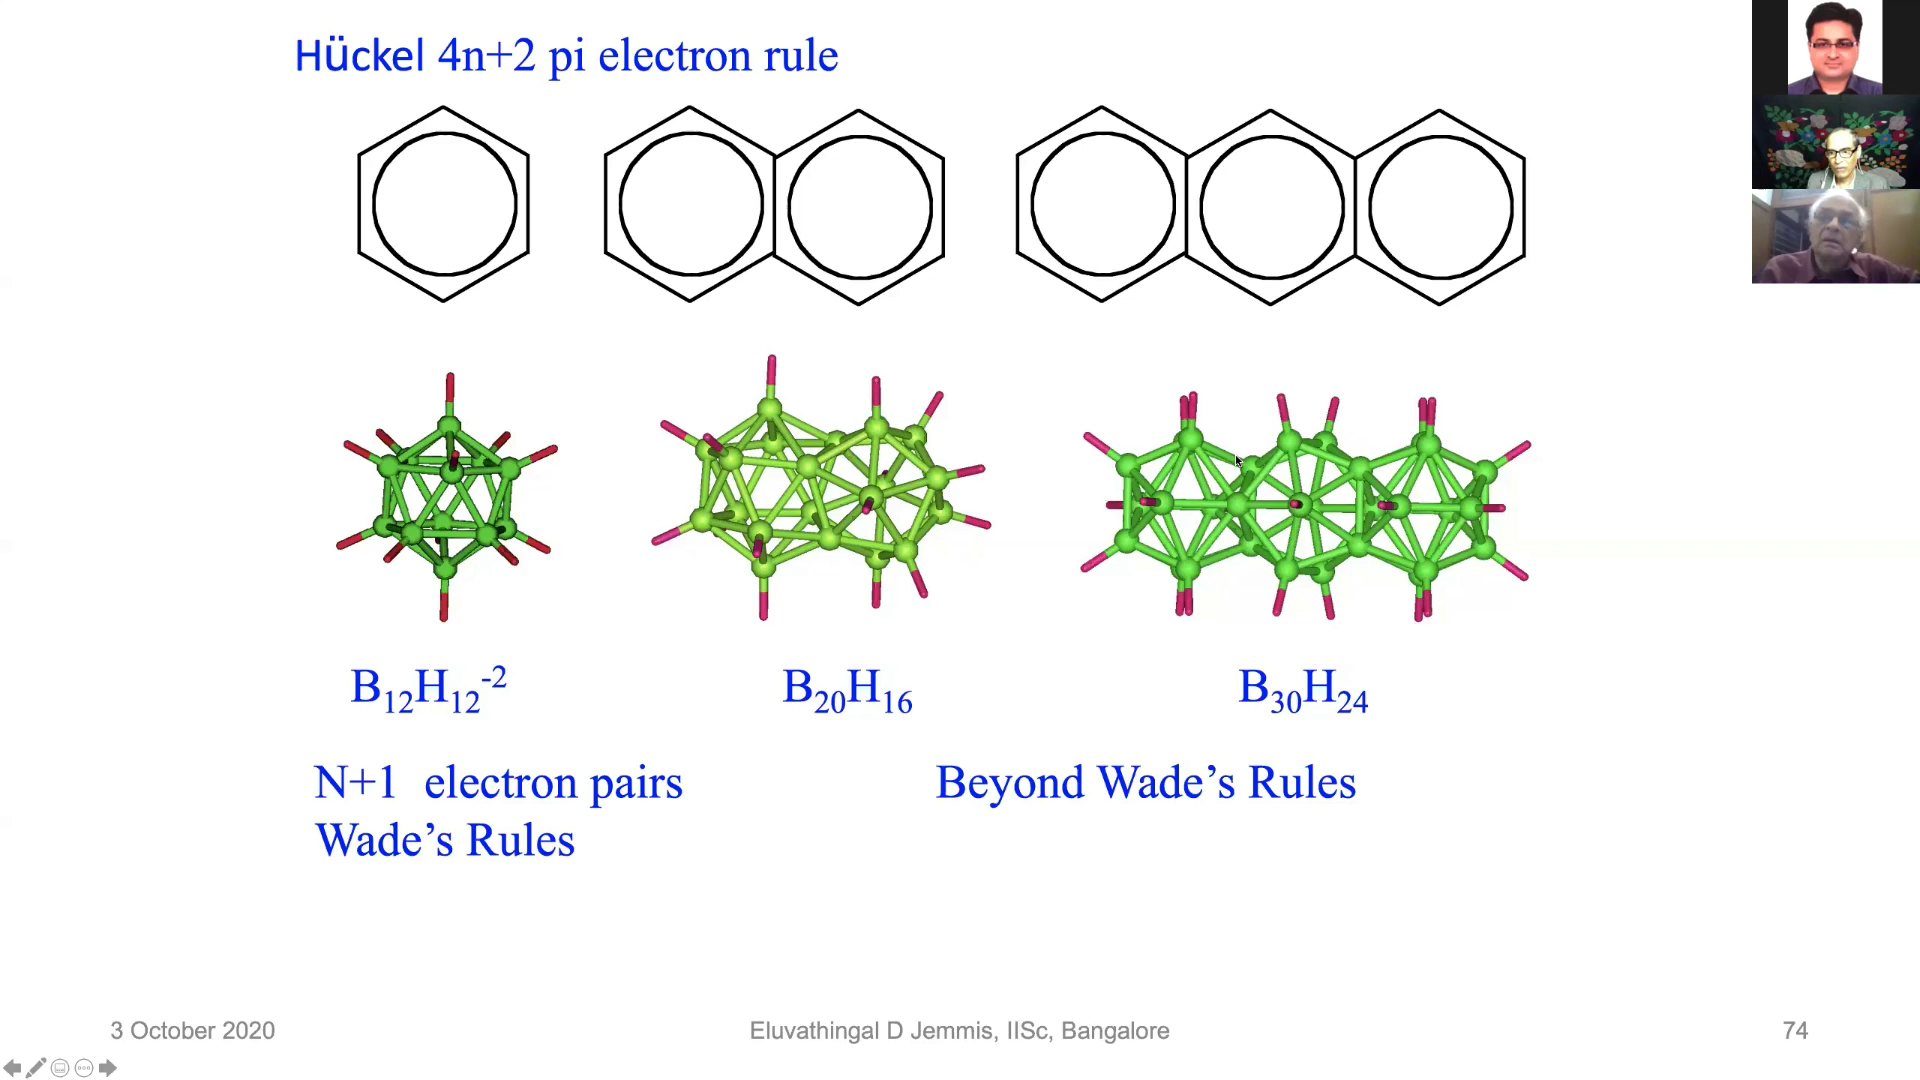 Hückel 4n+2 pi electron rule
B₁₂H₁₂⁻² B₂₀H₁₆ B₃₀H₂₄
N+1 electron pairs Beyond Wade’s Rules
Wade’s Rules
3 October 2020 Eluvathingal D Jemmis, IISc, Bangalore 74